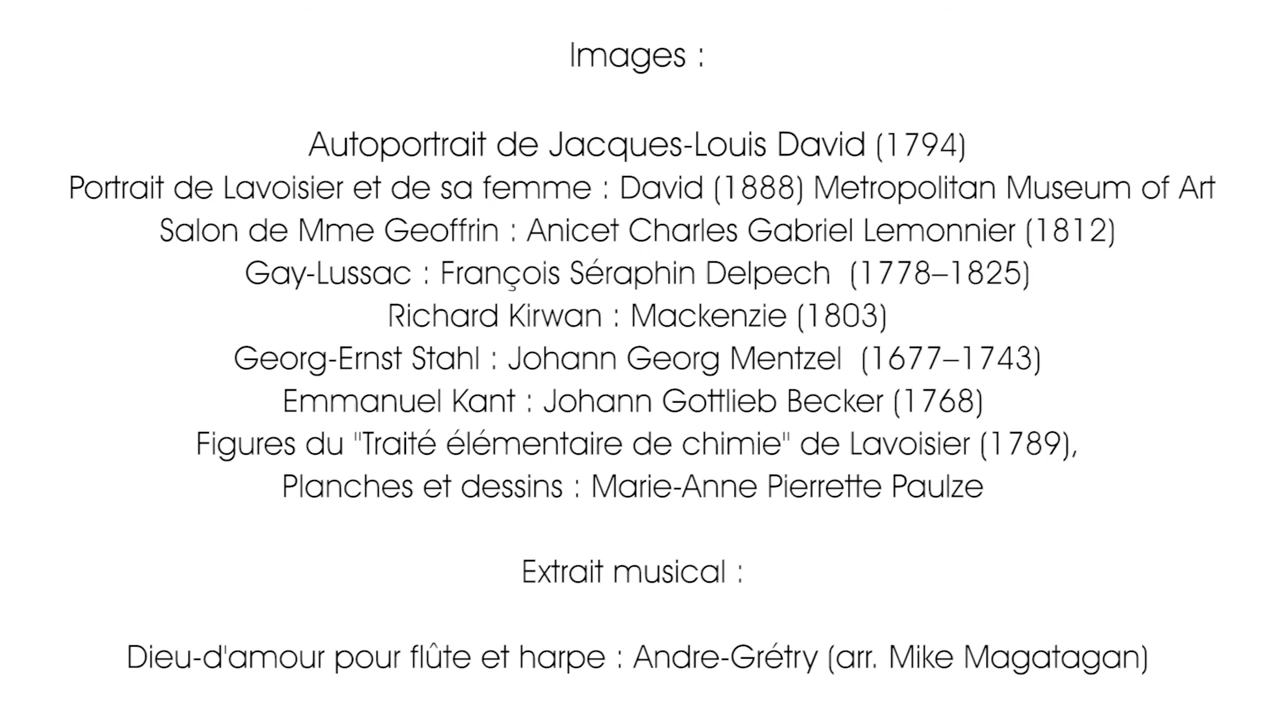 Images :
Autoportrait de Jacques-Louis David (1794)
Portrait de Lavoisier et de sa femme : David (1888) Metropolitan Museum of Art
Salon de Mme Geoffrin : Anicet Charles Gabriel Lemonnier (1812)
Gay-Lussac : François Séraphin Delpech (1778–1825)
Richard Kirwan : Mackenzie (1803)
Georg-Ernst Stahl : Johann Georg Mentzel (1677–1743)
Emmanuel Kant : Johann Gottlieb Becker (1768)
Figures du "Traité élémentaire de chimie" de Lavoisier (1789),
Planches et dessins : Marie-Anne Pierrette Paulze
Extrait musical :
Dieu-d'amour pour flûte et harpe : Andre-Grétry (arr. Mike Magatagan)